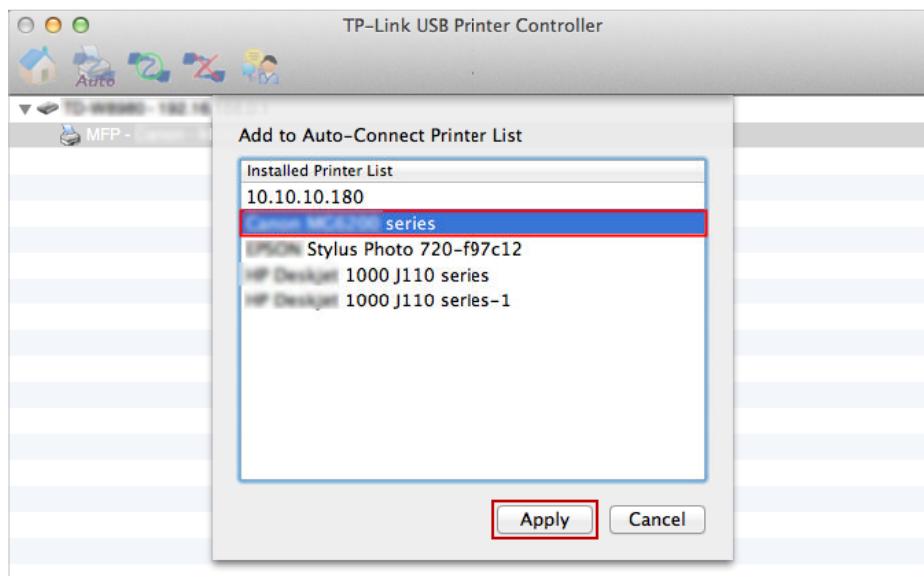 TP-Link USB Printer Controller
Auto
MFP -
Add to Auto-Connect Printer List
Installed Printer List
10.10.10.180
series
Stylus Photo 720-f97c12
1000 J110 series
1000 J110 series-1
Apply Cancel